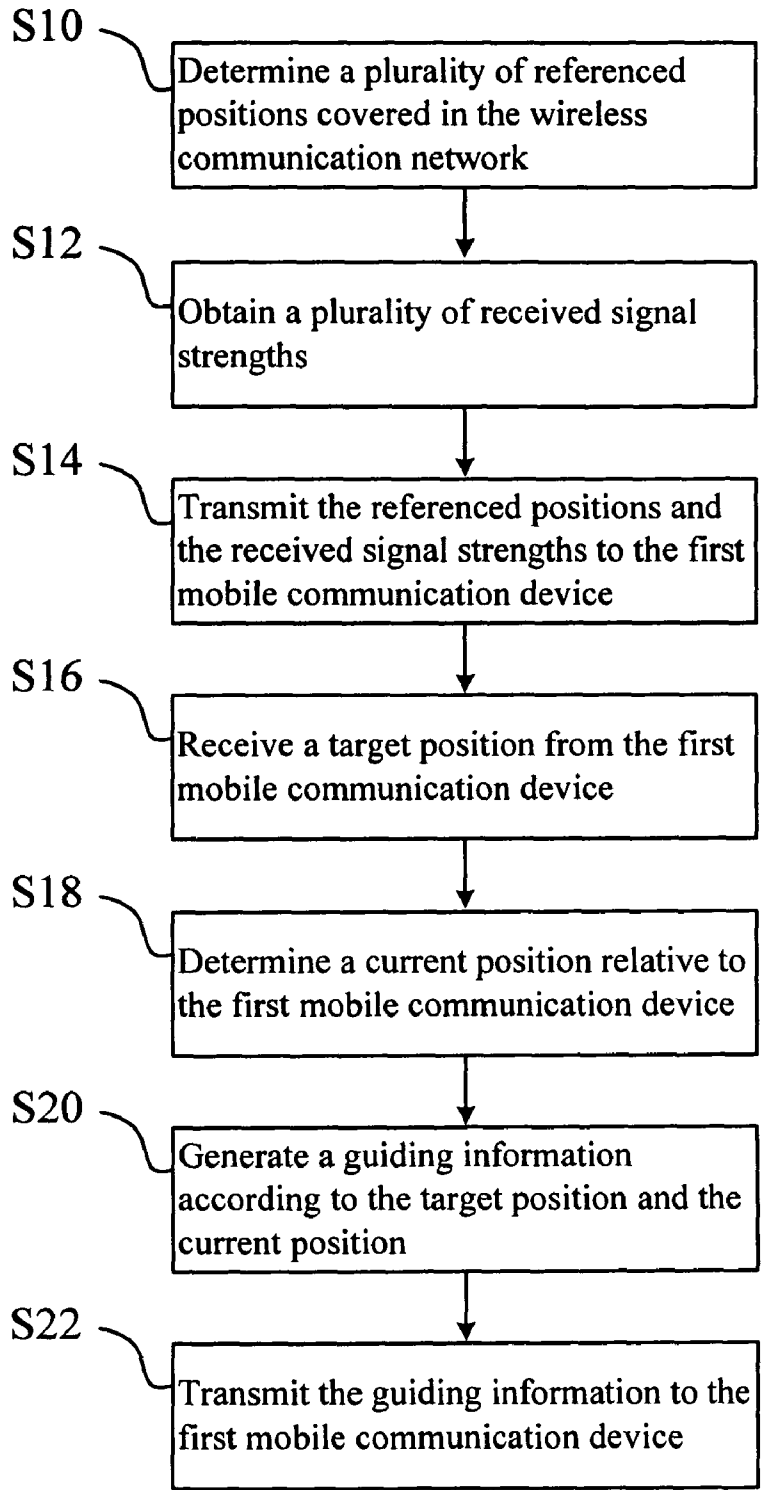 S10
Determine a plurality of referenced
positions covered in the wireless
communication network
S12
Obtain a plurality of received signal
strengths
S14
Transmit the referenced positions and
the received signal strengths to the first
mobile communication device
S16
Receive a target position from the first
mobile communication device
S18
Determine a current position relative to
the first mobile communication device
S20
Generate a guiding information
according to the target position and the
current position
S22
Transmit the guiding information to the
first mobile communication device